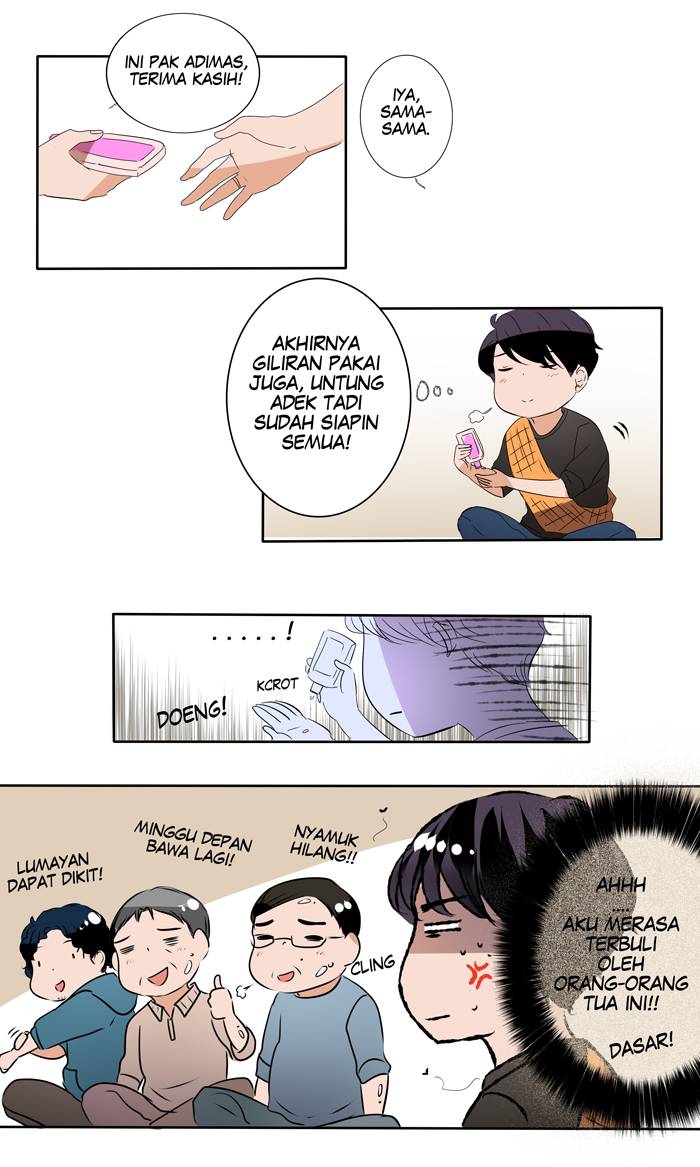 INI PAK ADIMAS,
TERIMA KASIH!
IYA,
SAMA-
SAMA.
AKHIRNYA
GILIRAN PAKAI
JUGA, UNTUNG
ADEK TADI
SUDAH SIAPIN
SEMUA!
.....!
KCROT
DOENG!
LUMAYAN
DAPAT DIKIT!
MINGGU DEPAN
BAWA LAGI!
NYAMUK
HILANG!!
CLING
AHHH
....
AKU MERASA
TERBULI
OLEH
ORANG-ORANG
TUA INI!!
DASAR!